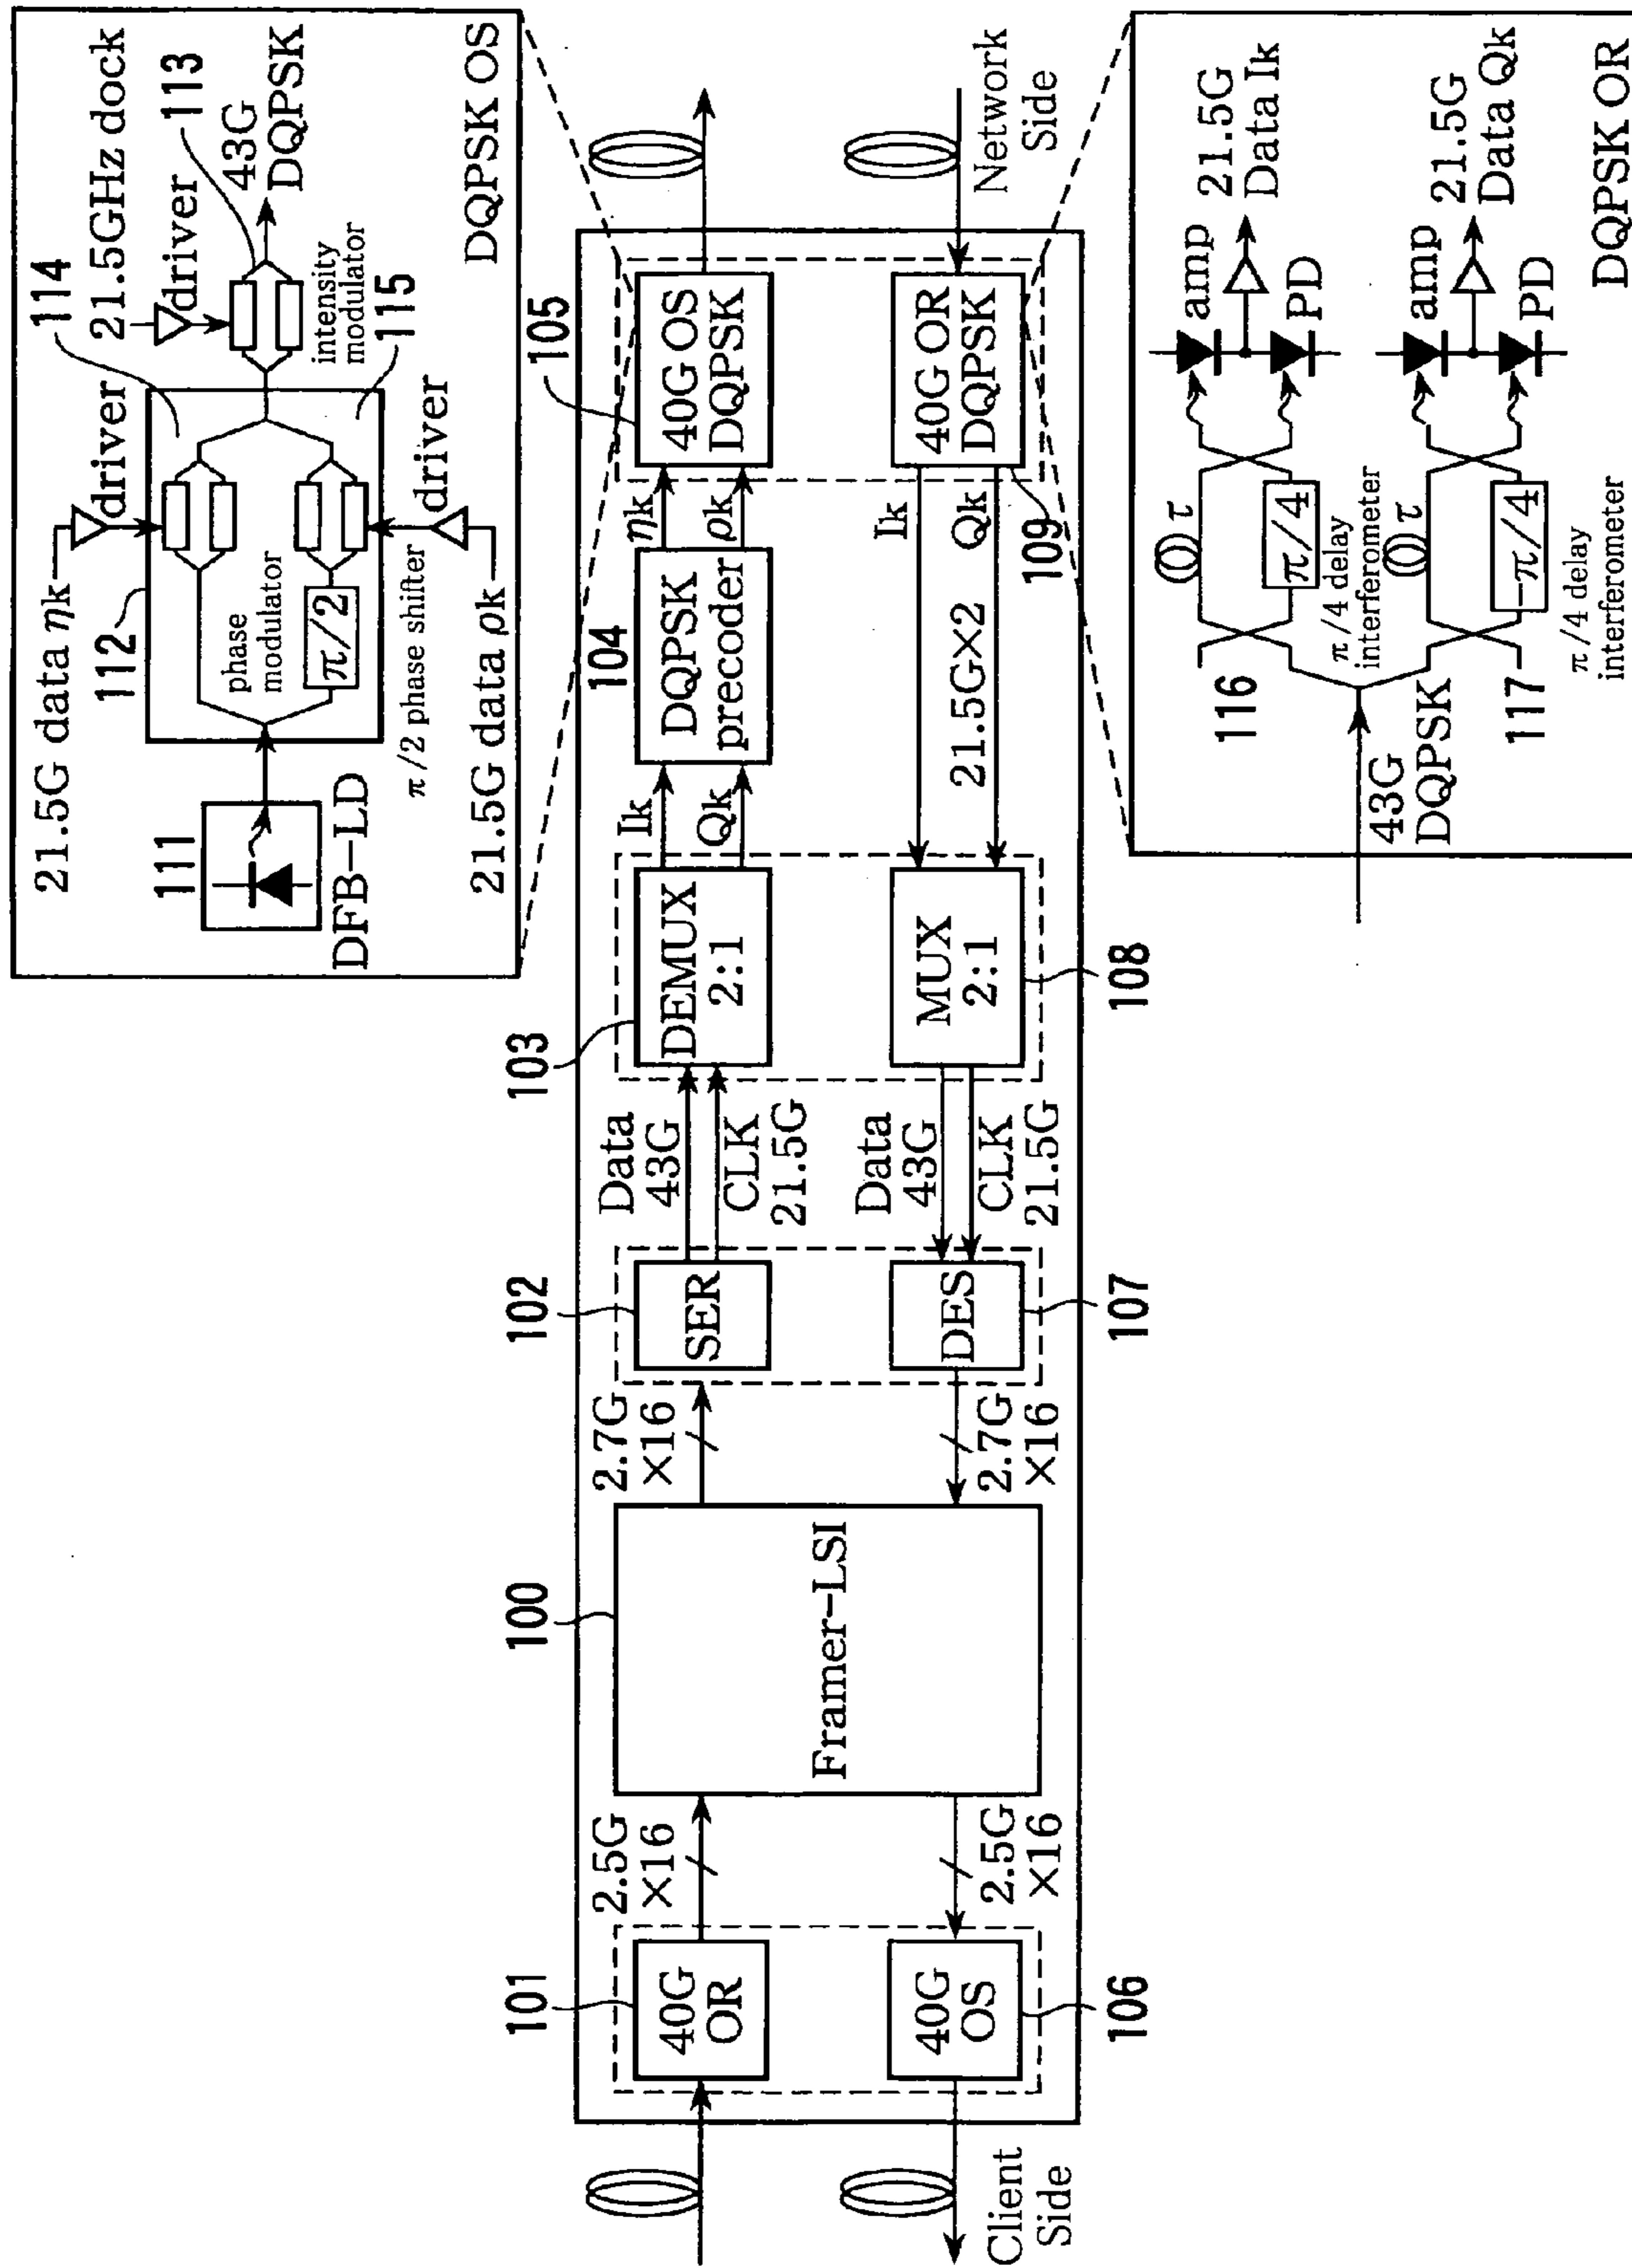 21.5G data ηk
driver
114
21.5GHz dock
driver
113
43G
DQPSK
112
111
DFB-LD
phase
modulator
π/2
intensity
modulator
115
π/2 phase shifter
driver
21.5G data ρk
DQPSK OS
101
40G
OR
2.5G
×16
100
Framer-LSI
2.7G
×16
102
SER
Data
43G
CLK
21.5G
103
DEMUX
2:1
Ik
Qk
104
DQPSK
precoder
ηk
ρk
105
40G OS
DQPSK
Client
Side
40G
OS
106
2.5G
×16
2.7G
×16
DES
107
Data
43G
CLK
21.5G
MUX
2:1
108
Ik
Qk
21.5G×2
40G OR
DQPSK
109
Network
Side
43G
DQPSK
116
τ
π/4
π/4 delay
interferometer
amp
PD
21.5G
Data Ik
117
τ
-π/4
π/4 delay
interferometer
amp
PD
21.5G
Data Qk
DQPSK OR